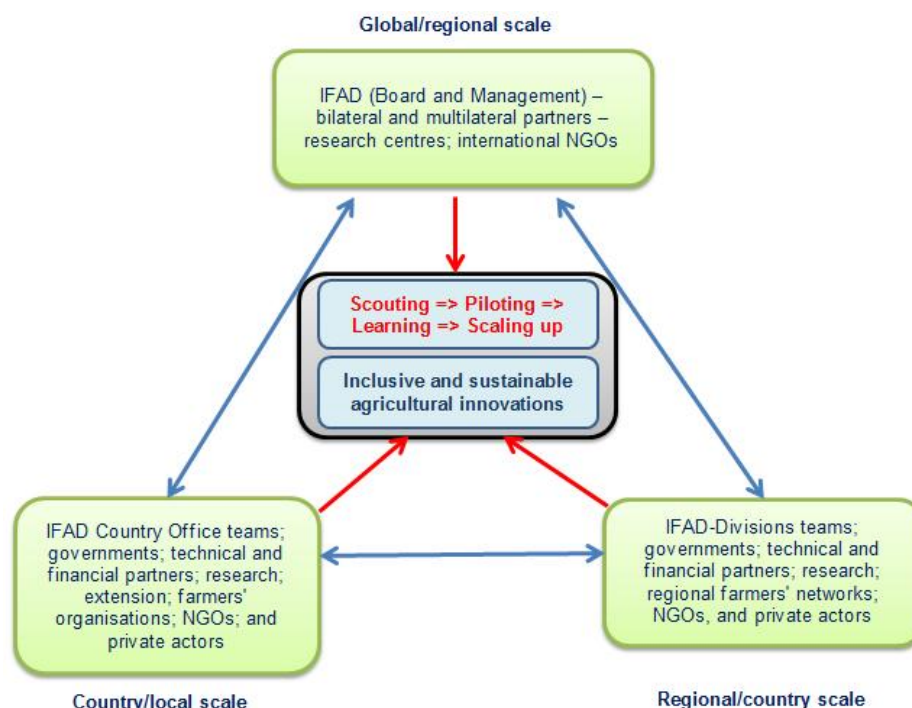 Global/regional scale
IFAD (Board and Management) –
bilateral and multilateral partners –
research centres; international NGOs
Scouting => Piloting =>
Learning => Scaling up
Inclusive and sustainable
agricultural innovations
IFAD Country Office teams;
governments; technical and
financial partners; research;
extension; farmers'
organisations; NGOs; and
private actors
IFAD-Divisions teams;
governments; technical and
financial partners; research;
regional farmers' networks;
NGOs, and private actors
Country/local scale
Regional/country scale